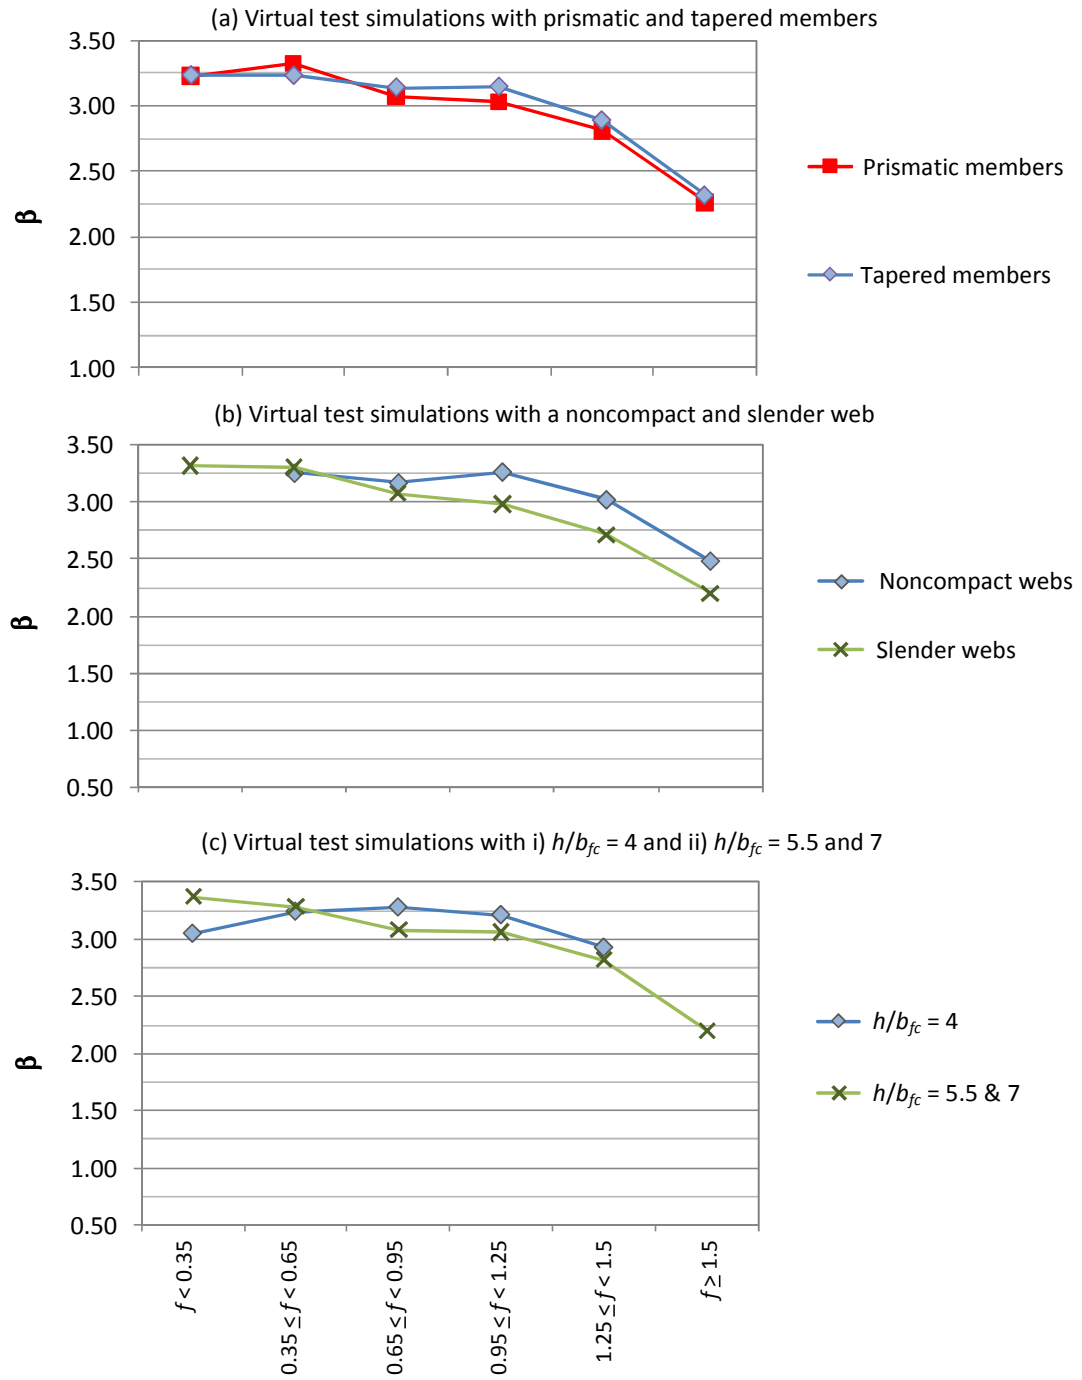 (a) Virtual test simulations with prismatic and tapered members
3.50
3.00
2.50
2.00
1.50
1.00
β
Prismatic members
Tapered members
(b) Virtual test simulations with a noncompact and slender web
3.50
3.00
2.50
2.00
1.50
1.00
0.50
β
Noncompact webs
Slender webs
(c) Virtual test simulations with i) h/bfc = 4 and ii) h/bfc = 5.5 and 7
3.50
3.00
2.50
2.00
1.50
1.00
0.50
β
h/bfc = 4
h/bfc = 5.5 & 7
f < 0.35
0.35 ≤ f < 0.65
0.65 ≤ f < 0.95
0.95 ≤ f < 1.25
1.25 ≤ f < 1.5
f ≥ 1.5